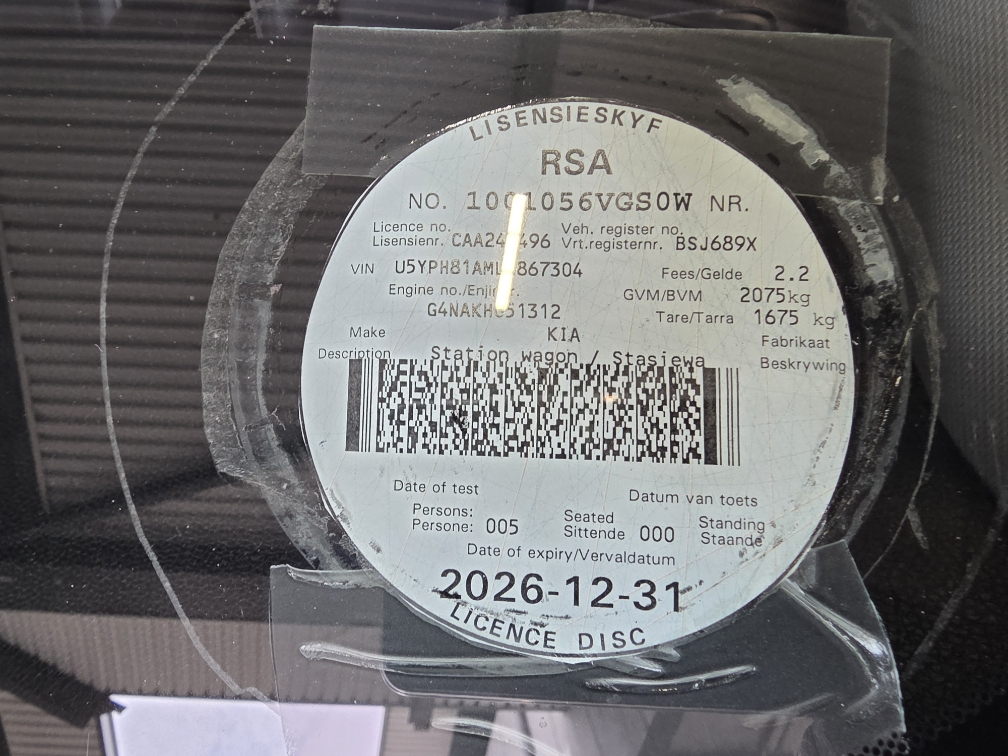 LISENSIESKYF
RSA
NO. 1001056VGS0W NR.
Licence no. Veh. register no.
Lisensienr. Vrt.registernr. BSJ689X
VIN Fees/Gelde 2.2
Engine no./Enjinnr. GVM/BVM 2075kg
Tare/Tarra 1675 kg
Make KIA Fabrikaat
Description Station wagon / Stasiewa Beskrywing
Date of test Datum van toets
Persons: Seated Standing
Persone: 005 Sittende 000 Staande
Date of expiry/Vervaldatum
2026-12-31
LICENCE DISC